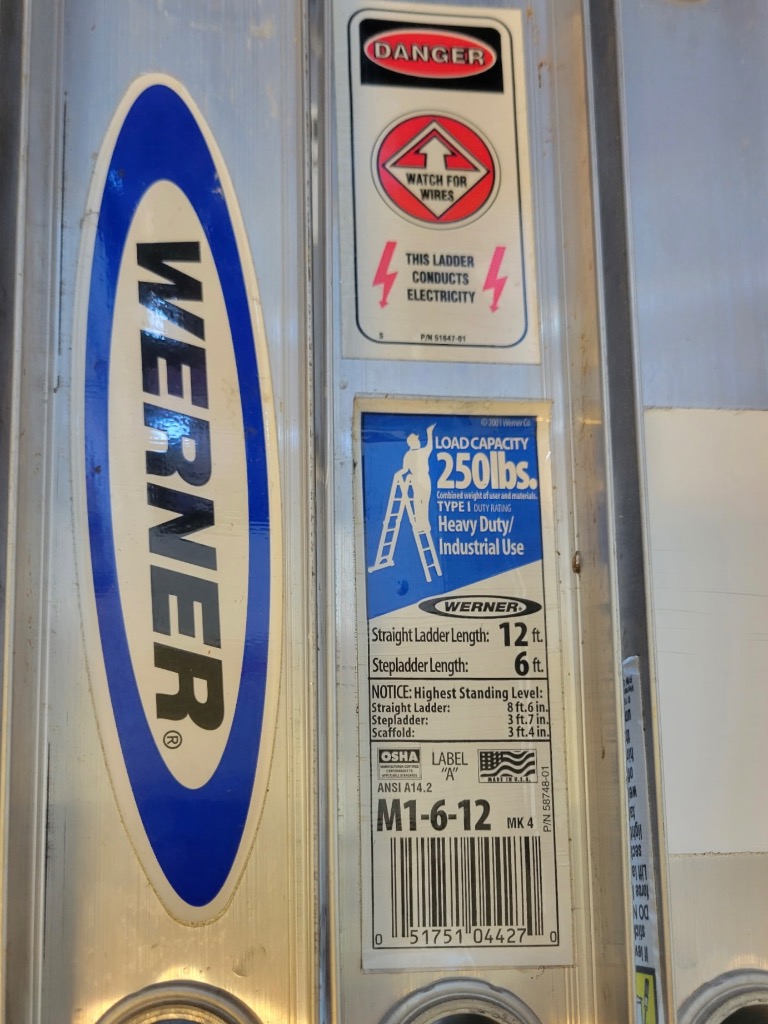 WERNER®
DANGER
WATCH FOR
WIRES
THIS LADDER
CONDUCTS
ELECTRICITY
S
P/N 51647-01
© 2001 Werner Co
LOAD CAPACITY
250lbs.
Combined weight of user and materials.
TYPE I DUTY RATING
Heavy Duty/
Industrial Use
WERNER®
Straight Ladder Length: 12 ft.
Stepladder Length: 6 ft.
NOTICE: Highest Standing Level:
Straight Ladder: 8 ft. 6 in.
Stepladder: 3 ft. 7 in.
Scaffold: 3 ft. 4 in.
OSHA
LABEL
"A"
MADE IN U.S.A.
ANSI A14.2
M1-6-12 MK 4
P/N 58748-01
0 51751 04427 0
DO N